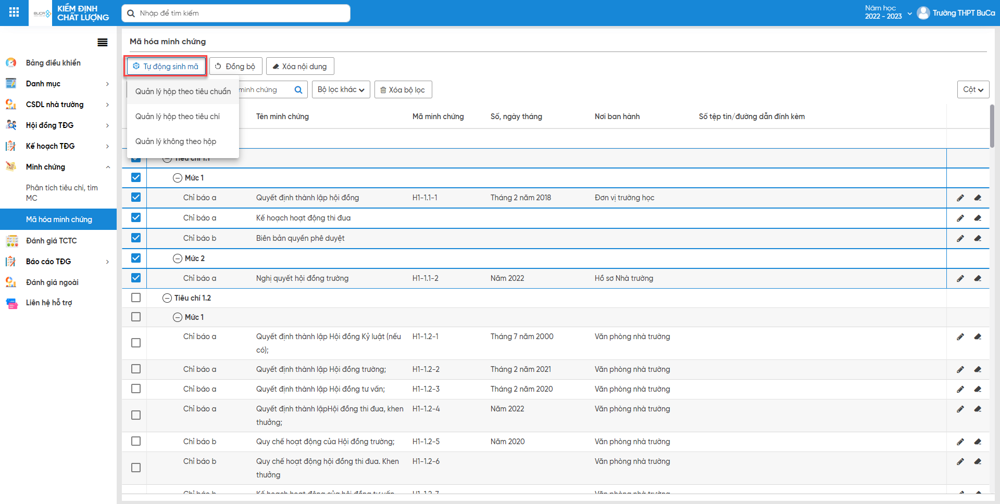 BUCA
KIỂM ĐỊNH
CHẤT LƯỢNG
Nhập để tìm kiếm
Năm học
2022 - 2023
Trường THPT BuCa
Bảng điều khiển
Danh mục
CSDL nhà trường
Hội đồng TĐG
Kế hoạch TĐG
Minh chứng
Phân tích tiêu chí, tìm
MC
Mã hóa minh chứng
Đánh giá TCTC
Báo cáo TĐG
Đánh giá ngoài
Liên hệ hỗ trợ
Mã hóa minh chứng
Tự động sinh mã
Đồng bộ
Xóa nội dung
Quản lý hộp theo tiêu chuẩn
Quản lý hộp theo tiêu chí
Quản lý không theo hộp
minh chứng
Bộ lọc khác
Xóa bộ lọc
Cột
Tên minh chứng
Mã minh chứng
Số, ngày tháng
Nơi ban hành
Số tệp tin/đường dẫn đính kèm
Tiêu chí 1.1
Mức 1
Chỉ báo a
Quyết định thành lập hội đồng
H1-1.1-1
Tháng 2 năm 2018
Đơn vị trường học
Chỉ báo a
Kế hoạch hoạt động thi đua
Chỉ báo b
Biên bản quyền phê duyệt
Mức 2
Chỉ báo a
Nghị quyết hội đồng trường
H1-1.1-2
Năm 2022
Hồ sơ Nhà trường
Tiêu chí 1.2
Mức 1
Chỉ báo a
Quyết định thành lập Hội đồng Kỷ luật (nếu
có);
H1-1.2-1
Tháng 7 năm 2000
Văn phòng nhà trường
Chỉ báo a
Quyết định thành lập Hội đồng trường;
H1-1.2-2
Tháng 2 năm 2021
Văn phòng nhà trường
Chỉ báo a
Quyết định thành lập Hội đồng tư vấn;
H1-1.2-3
Tháng 2 năm 2020
Văn phòng nhà trường
Chỉ báo a
Quyết định thành lậpHội đồng thi đua, khen
thưởng;
H1-1.2-4
Năm 2022
Văn phòng nhà trường
Chỉ báo b
Quy chế hoạt động của Hội đồng trường;
H1-1.2-5
Năm 2020
Văn phòng nhà trường
Chỉ báo b
Quy chế hoạt động hội đồng thi đua. Khen
thưởng
H1-1.2-6
Văn phòng nhà trường
Chỉ báo b
Kế hoạch hoạt động của hội đồng tư vấn
H1-1.2-7
Văn phòng nhà trường